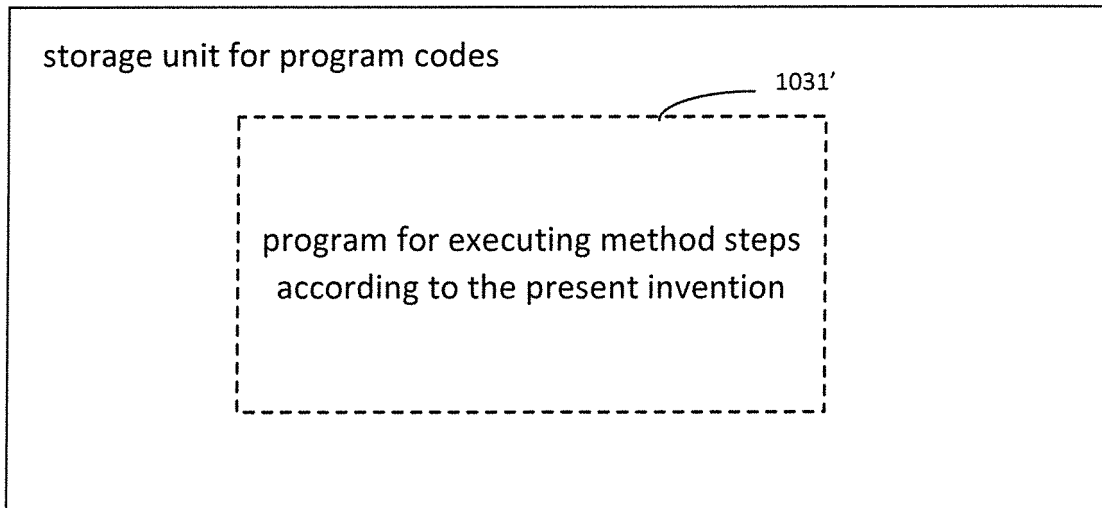 storage unit for program codes
1031’
program for executing method steps
according to the present invention